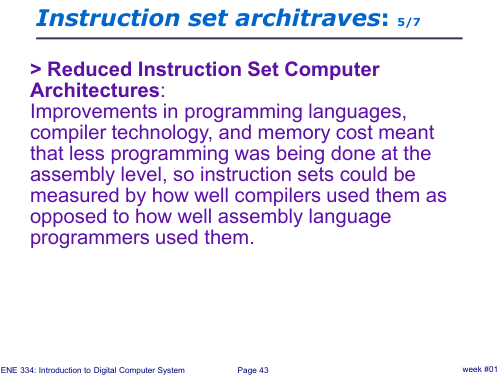 Instruction set architraves: 5/7
> Reduced Instruction Set Computer
Architectures:
Improvements in programming languages,
compiler technology, and memory cost meant
that less programming was being done at the
assembly level, so instruction sets could be
measured by how well compilers used them as
opposed to how well assembly language
programmers used them.
ENE 334: Introduction to Digital Computer System Page 43 week #01